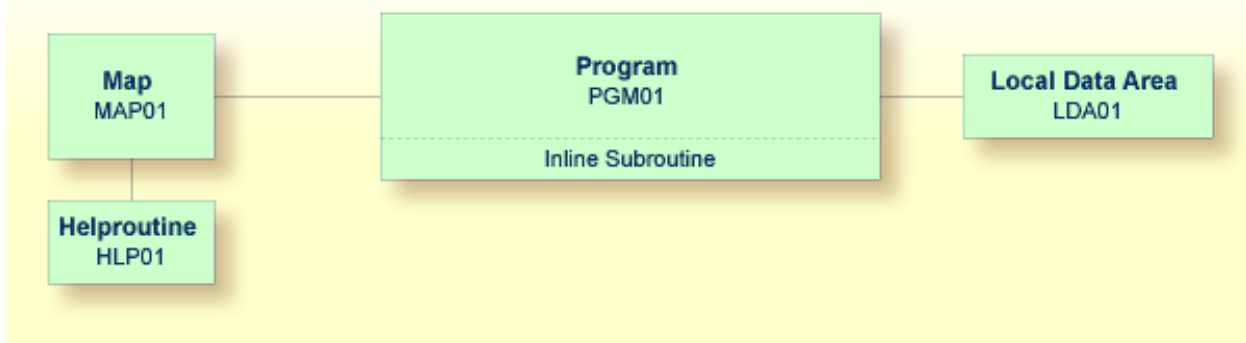 Map
MAP01
Program
PGM01
Inline Subroutine
Local Data Area
LDA01
Helproutine
HLP01